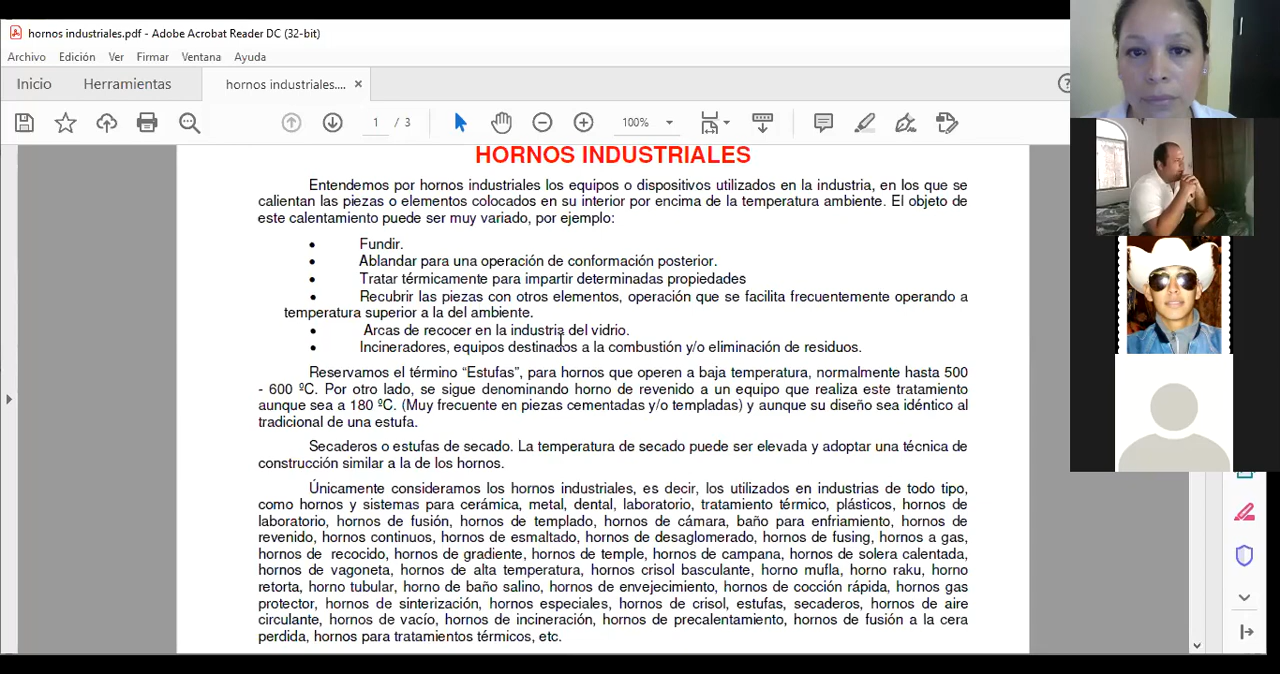 hornos industriales.pdf - Adobe Acrobat Reader DC (32-bit)
Archivo Edición Ver Firmar Ventana Ayuda
Inicio Herramientas hornos industriales.... ×
1 / 3 100%
HORNOS INDUSTRIALES
Entendemos por hornos industriales los equipos o dispositivos utilizados en la industria, en los que se
calientan las piezas o elementos colocados en su interior por encima de la temperatura ambiente. El objeto de
este calentamiento puede ser muy variado, por ejemplo:
• Fundir.
• Ablandar para una operación de conformación posterior.
• Tratar térmicamente para impartir determinadas propiedades
• Recubrir las piezas con otros elementos, operación que se facilita frecuentemente operando a
temperatura superior a la del ambiente.
• Arcas de recocer en la industria del vidrio.
• Incineradores, equipos destinados a la combustión y/o eliminación de residuos.
Reservamos el término “Estufas”, para hornos que operen a baja temperatura, normalmente hasta 500
- 600 ºC. Por otro lado, se sigue denominando horno de revenido a un equipo que realiza este tratamiento
aunque sea a 180 ºC. (Muy frecuente en piezas cementadas y/o templadas) y aunque su diseño sea idéntico al
tradicional de una estufa.
Secaderos o estufas de secado. La temperatura de secado puede ser elevada y adoptar una técnica de
construcción similar a la de los hornos.
Únicamente consideramos los hornos industriales, es decir, los utilizados en industrias de todo tipo,
como hornos y sistemas para cerámica, metal, dental, laboratorio, tratamiento térmico, plásticos, hornos de
laboratorio, hornos de fusión, hornos de templado, hornos de cámara, baño para enfriamiento, hornos de
revenido, hornos continuos, hornos de esmaltado, hornos de desaglomerado, hornos de fusing, hornos a gas,
hornos de recocido, hornos de gradiente, hornos de temple, hornos de campana, hornos de solera calentada,
hornos de vagoneta, hornos de alta temperatura, hornos crisol basculante, horno mufla, horno raku, horno
retorta, horno tubular, horno de baño salino, hornos de envejecimiento, hornos de cocción rápida, hornos gas
protector, hornos de sinterización, hornos especiales, hornos de crisol, estufas, secaderos, hornos de aire
circulante, hornos de vacío, hornos de incineración, hornos de precalentamiento, hornos de fusión a la cera
perdida, hornos para tratamientos térmicos, etc.